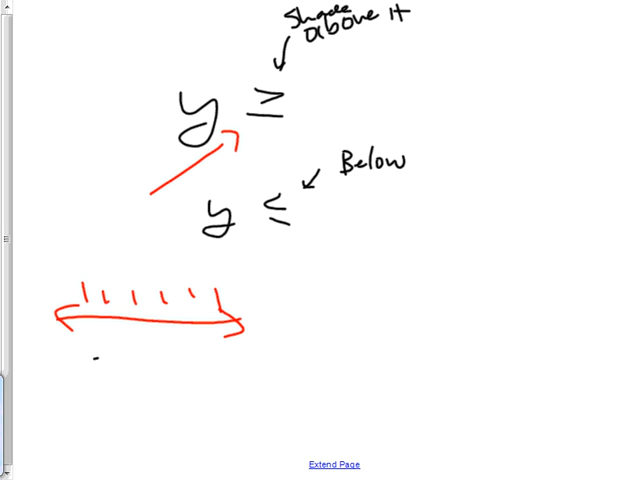 Shade
above it
y ≥
Below
y ≤
Extend Page